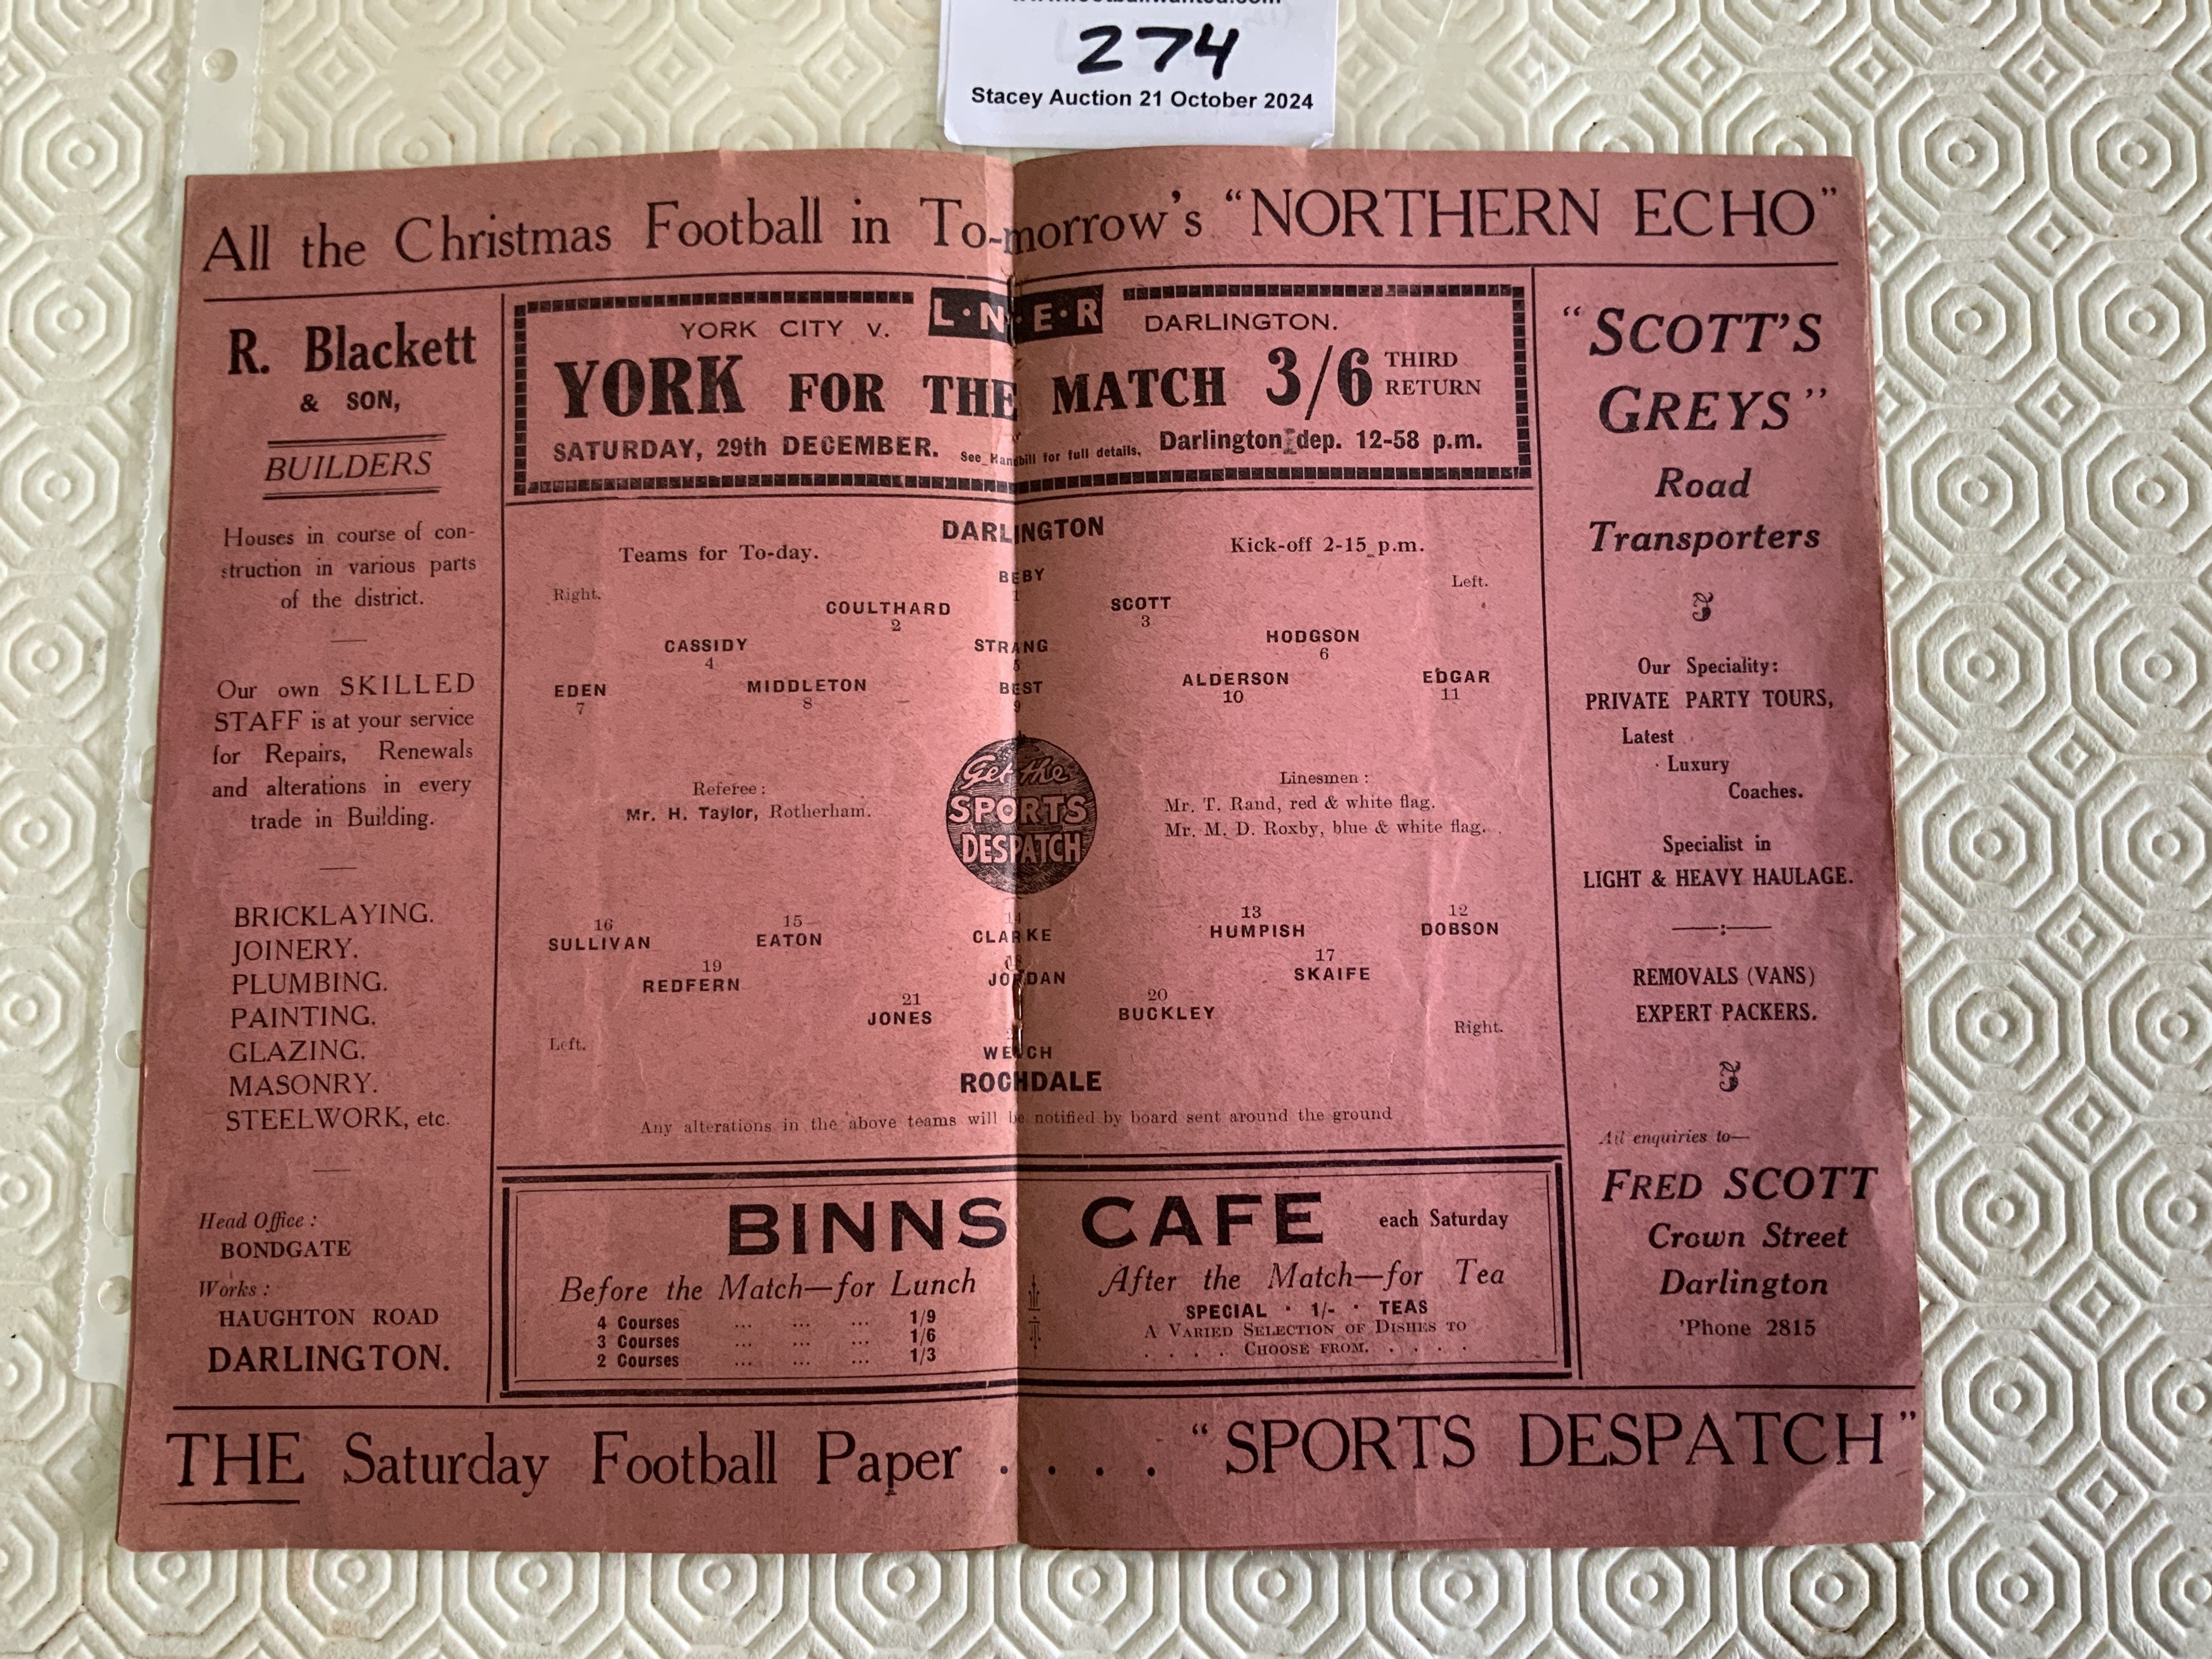 274
Stacey Auction 21 October 2024
All the Christmas Football in To-morrow's "NORTHERN ECHO"
R. Blackett
& SON,
BUILDERS
Houses in course of con-
struction in various parts
of the district.
Our own SKILLED
STAFF is at your service
for Repairs, Renewals
and alterations in every
trade in Building.
BRICKLAYING.
JOINERY.
PLUMBING.
PAINTING.
GLAZING.
MASONRY.
STEELWORK, etc.
Head Office :
BONDGATE
Works :
HAUGHTON ROAD
DARLINGTON.
L·N·E·R
YORK CITY v. DARLINGTON.
YORK FOR THE MATCH 3/6 THIRD
RETURN
SATURDAY, 29th DECEMBER. See Handbill for full details. Darlington dep. 12-58 p.m.
DARLINGTON
Teams for To-day. Kick-off 2-15 p.m.
BEBY
1
Right. Left.
COULTHARD SCOTT
2 3
CASSIDY STRANG HODGSON
4 5 6
EDEN MIDDLETON BEST ALDERSON EDGAR
7 8 9 10 11
Get the
SPORTS
DESPATCH
Referee :
Mr. H. Taylor, Rotherham.
Linesmen :
Mr. T. Rand, red & white flag.
Mr. M. D. Roxby, blue & white flag.
16 15 14 13 12
SULLIVAN EATON CLARKE HUMPISH DOBSON
19 18 17
REDFERN JORDAN SKAIFE
21 20
JONES BUCKLEY
Left. Right.
WELCH
ROCHDALE
Any alterations in the above teams will be notified by board sent around the ground
BINNS CAFE each Saturday
Before the Match—for Lunch
4 Courses ... ... ... 1/9
3 Courses ... ... ... 1/6
2 Courses ... ... ... 1/3
After the Match—for Tea
SPECIAL · 1/- · TEAS
A VARIED SELECTION OF DISHES TO
. . . . CHOOSE FROM. . . . .
"SCOTT'S
GREYS"
Road
Transporters
Our Speciality:
PRIVATE PARTY TOURS,
Latest
Luxury
Coaches.
Specialist in
LIGHT & HEAVY HAULAGE.
REMOVALS (VANS)
EXPERT PACKERS.
All enquiries to—
FRED SCOTT
Crown Street
Darlington
'Phone 2815
THE Saturday Football Paper . . . . "SPORTS DESPATCH"